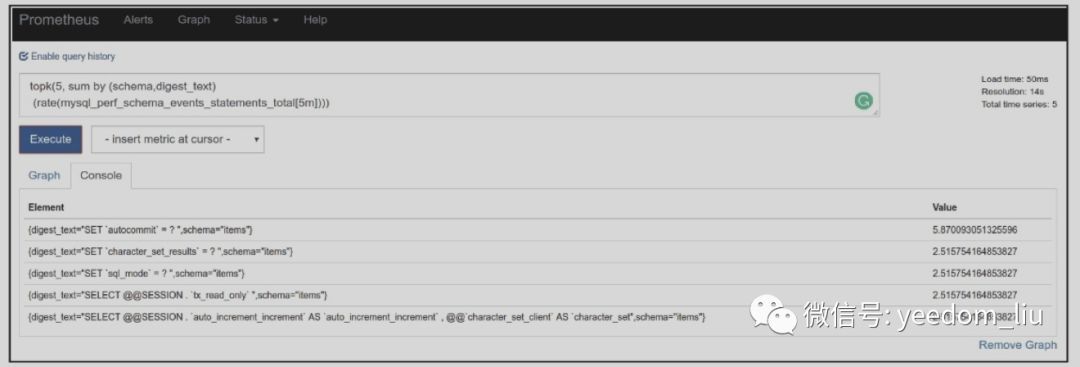 Prometheus Alerts Graph Status Help
Enable query history
topk(5, sum by (schema,digest_text)
(rate(mysql_perf_schema_events_statements_total[5m])))
Load time: 50ms
Resolution: 14s
Total time series: 5
Execute - insert metric at cursor -
Graph Console
Element Value
{digest_text="SET `autocommit` = ? ",schema="items"} 5.870093051325596
{digest_text="SET `character_set_results` = ? ",schema="items"} 2.515754164853827
{digest_text="SET `sql_mode` = ? ",schema="items"} 2.515754164853827
{digest_text="SELECT @@SESSION . `tx_read_only` ",schema="items"} 2.515754164853827
{digest_text="SELECT @@SESSION . `auto_increment_increment` AS `auto_increment_increment` , @@`character_set_client` AS `character_set",schema="items"}
微信号: yeedom_liu
Remove Graph